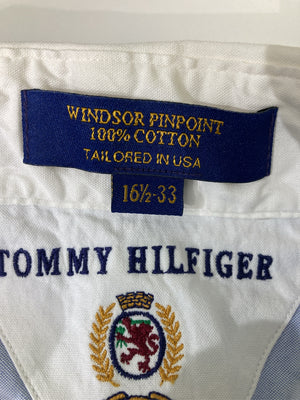 WINDSOR PINPOINT
100% COTTON
TAILORED IN USA
16½-33
TOMMY HILFIGER